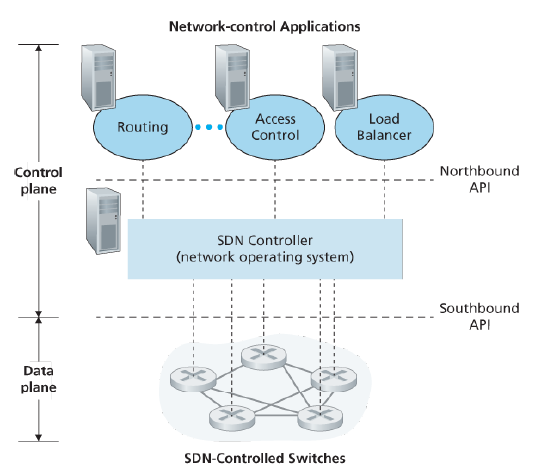 Network-control Applications
Routing
Access
Control
Load
Balancer
Control
plane
Northbound
API
SDN Controller
(network operating system)
Southbound
API
Data
plane
SDN-Controlled Switches